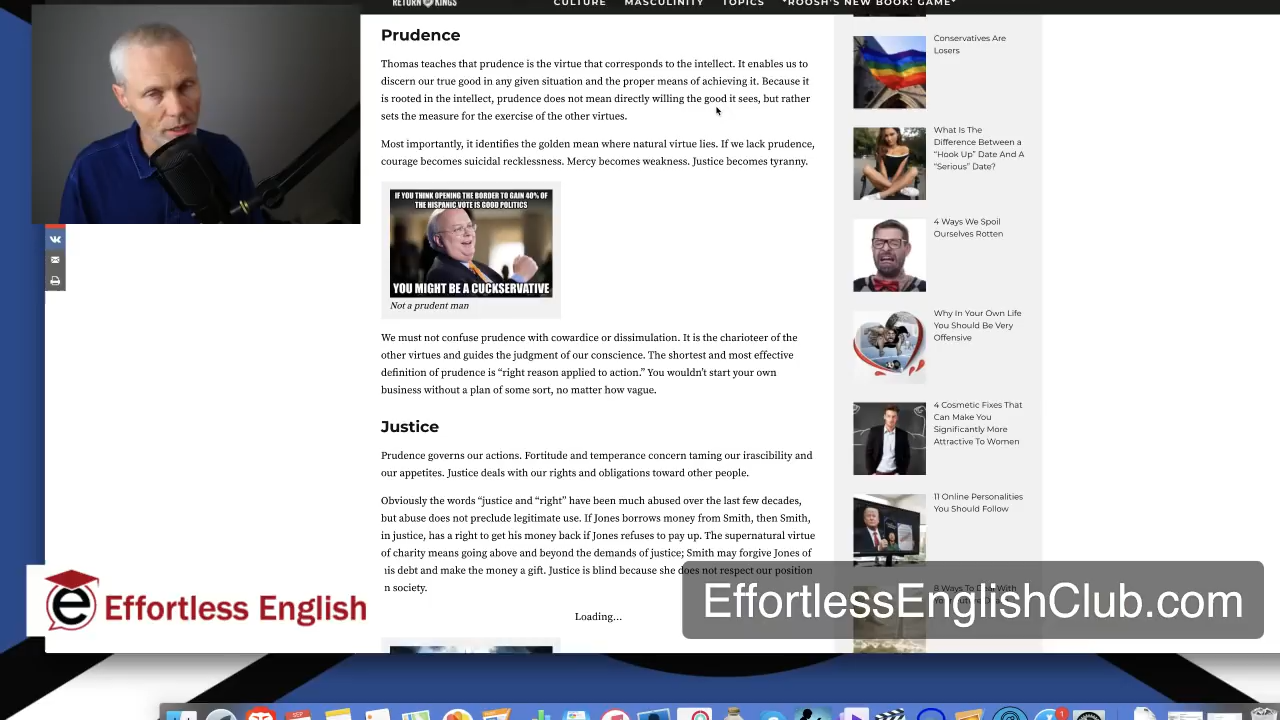 RETURN KINGS
CULTURE MASCULINITY TOPICS *ROOSH'S NEW BOOK: GAME*
Prudence
Thomas teaches that prudence is the virtue that corresponds to the intellect. It enables us to
discern our true good in any given situation and the proper means of achieving it. Because it
is rooted in the intellect, prudence does not mean directly willing the good it sees, but rather
sets the measure for the exercise of the other virtues.
Most importantly, it identifies the golden mean where natural virtue lies. If we lack prudence,
courage becomes suicidal recklessness. Mercy becomes weakness. Justice becomes tyranny.
IF YOU THINK OPENING THE BORDER TO GAIN 40% OF
THE HISPANIC VOTE IS GOOD POLITICS
YOU MIGHT BE A CUCKSERVATIVE
Not a prudent man
We must not confuse prudence with cowardice or dissimulation. It is the charioteer of the
other virtues and guides the judgment of our conscience. The shortest and most effective
definition of prudence is “right reason applied to action.” You wouldn’t start your own
business without a plan of some sort, no matter how vague.
Justice
Prudence governs our actions. Fortitude and temperance concern taming our irascibility and
our appetites. Justice deals with our rights and obligations toward other people.
Obviously the words “justice and “right” have been much abused over the last few decades,
but abuse does not preclude legitimate use. If Jones borrows money from Smith, then Smith,
in justice, has a right to get his money back if Jones refuses to pay up. The supernatural virtue
of charity means going above and beyond the demands of justice; Smith may forgive Jones of
his debt and make the money a gift. Justice is blind because she does not respect our position
n society.
Loading...
Conservatives Are
Losers
What Is The
Difference Between a
“Hook Up” Date And A
“Serious” Date?
4 Ways We Spoil
Ourselves Rotten
Why In Your Own Life
You Should Be Very
Offensive
4 Cosmetic Fixes That
Can Make You
Significantly More
Attractive To Women
11 Online Personalities
You Should Follow
8 Ways To Deal With
e Effortless English
EffortlessEnglishClub.com
SEP
1